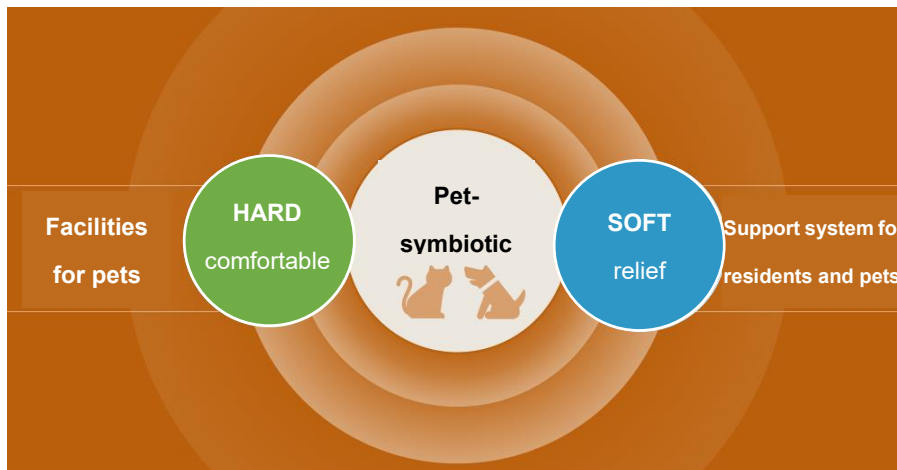 Facilities
for pets
HARD
comfortable
Pet-
symbiotic
SOFT
relief
Support system fo
residents and pets